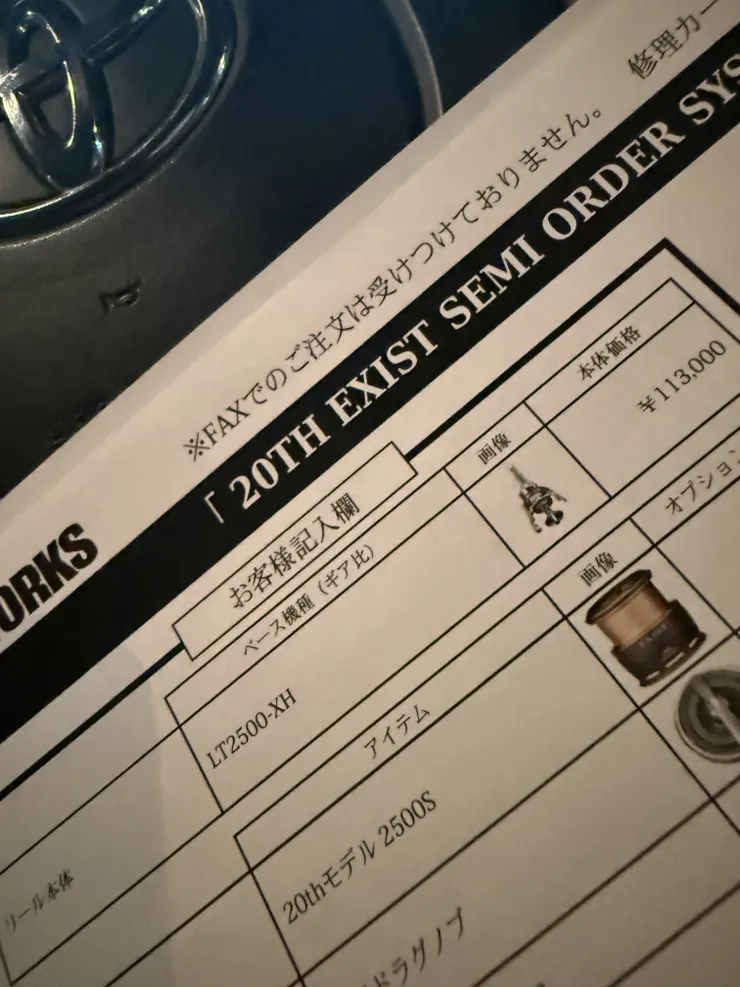 修理カー
※FAXでのご注文は受けつけておりません。
「 20TH EXIST SEMI ORDER SYS
ORKS
お客様記入欄
ベース機種（ギア比） 画像 本体価格
リール本体 LT2500-XH ¥113,000
アイテム 画像 オプション
20thモデル 2500S
ドラグノブ